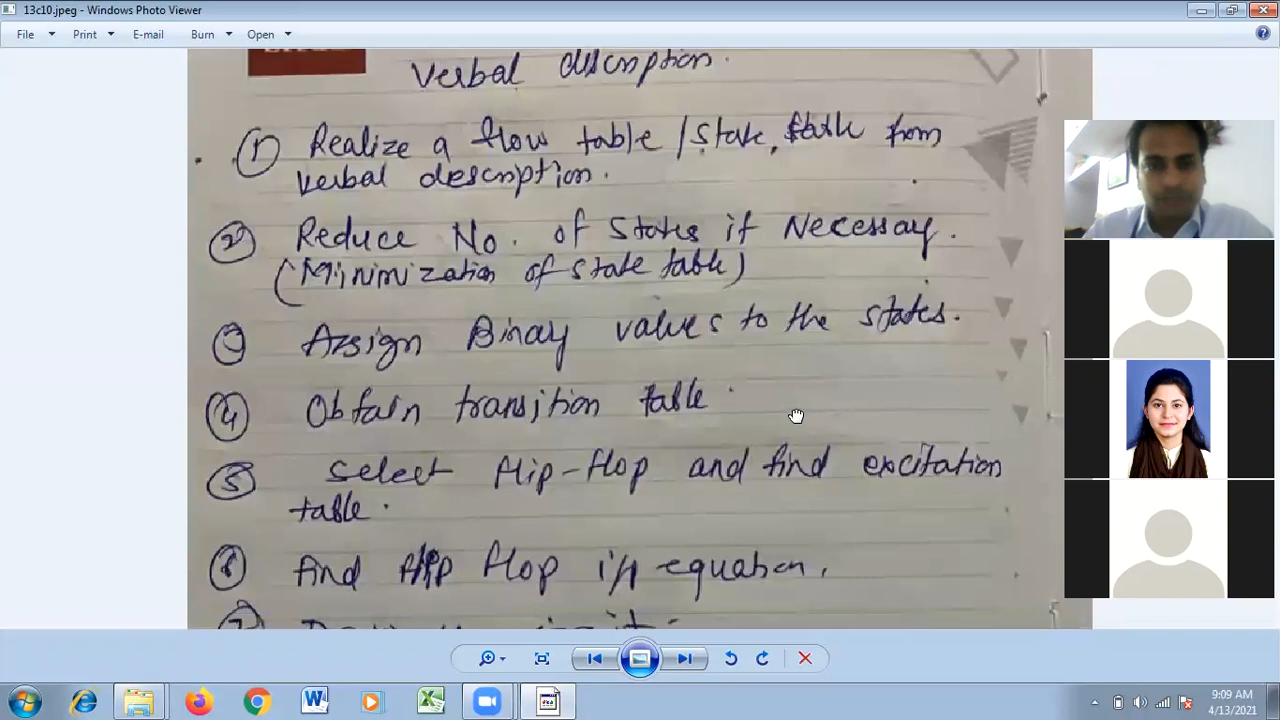 13c10.jpeg - Windows Photo Viewer
File Print E-mail Burn Open
Verbal description.
1 Realize a flow table / state, table from
verbal description.
2 Reduce No. of States if Necessary.
(Minimization of state table)
3 Assign Binary values to the states.
4 Obtain transition table.
5 select flip-flop and find excitation
table.
6 find flip flop i/p equation.
7
9:09 AM
4/13/2021